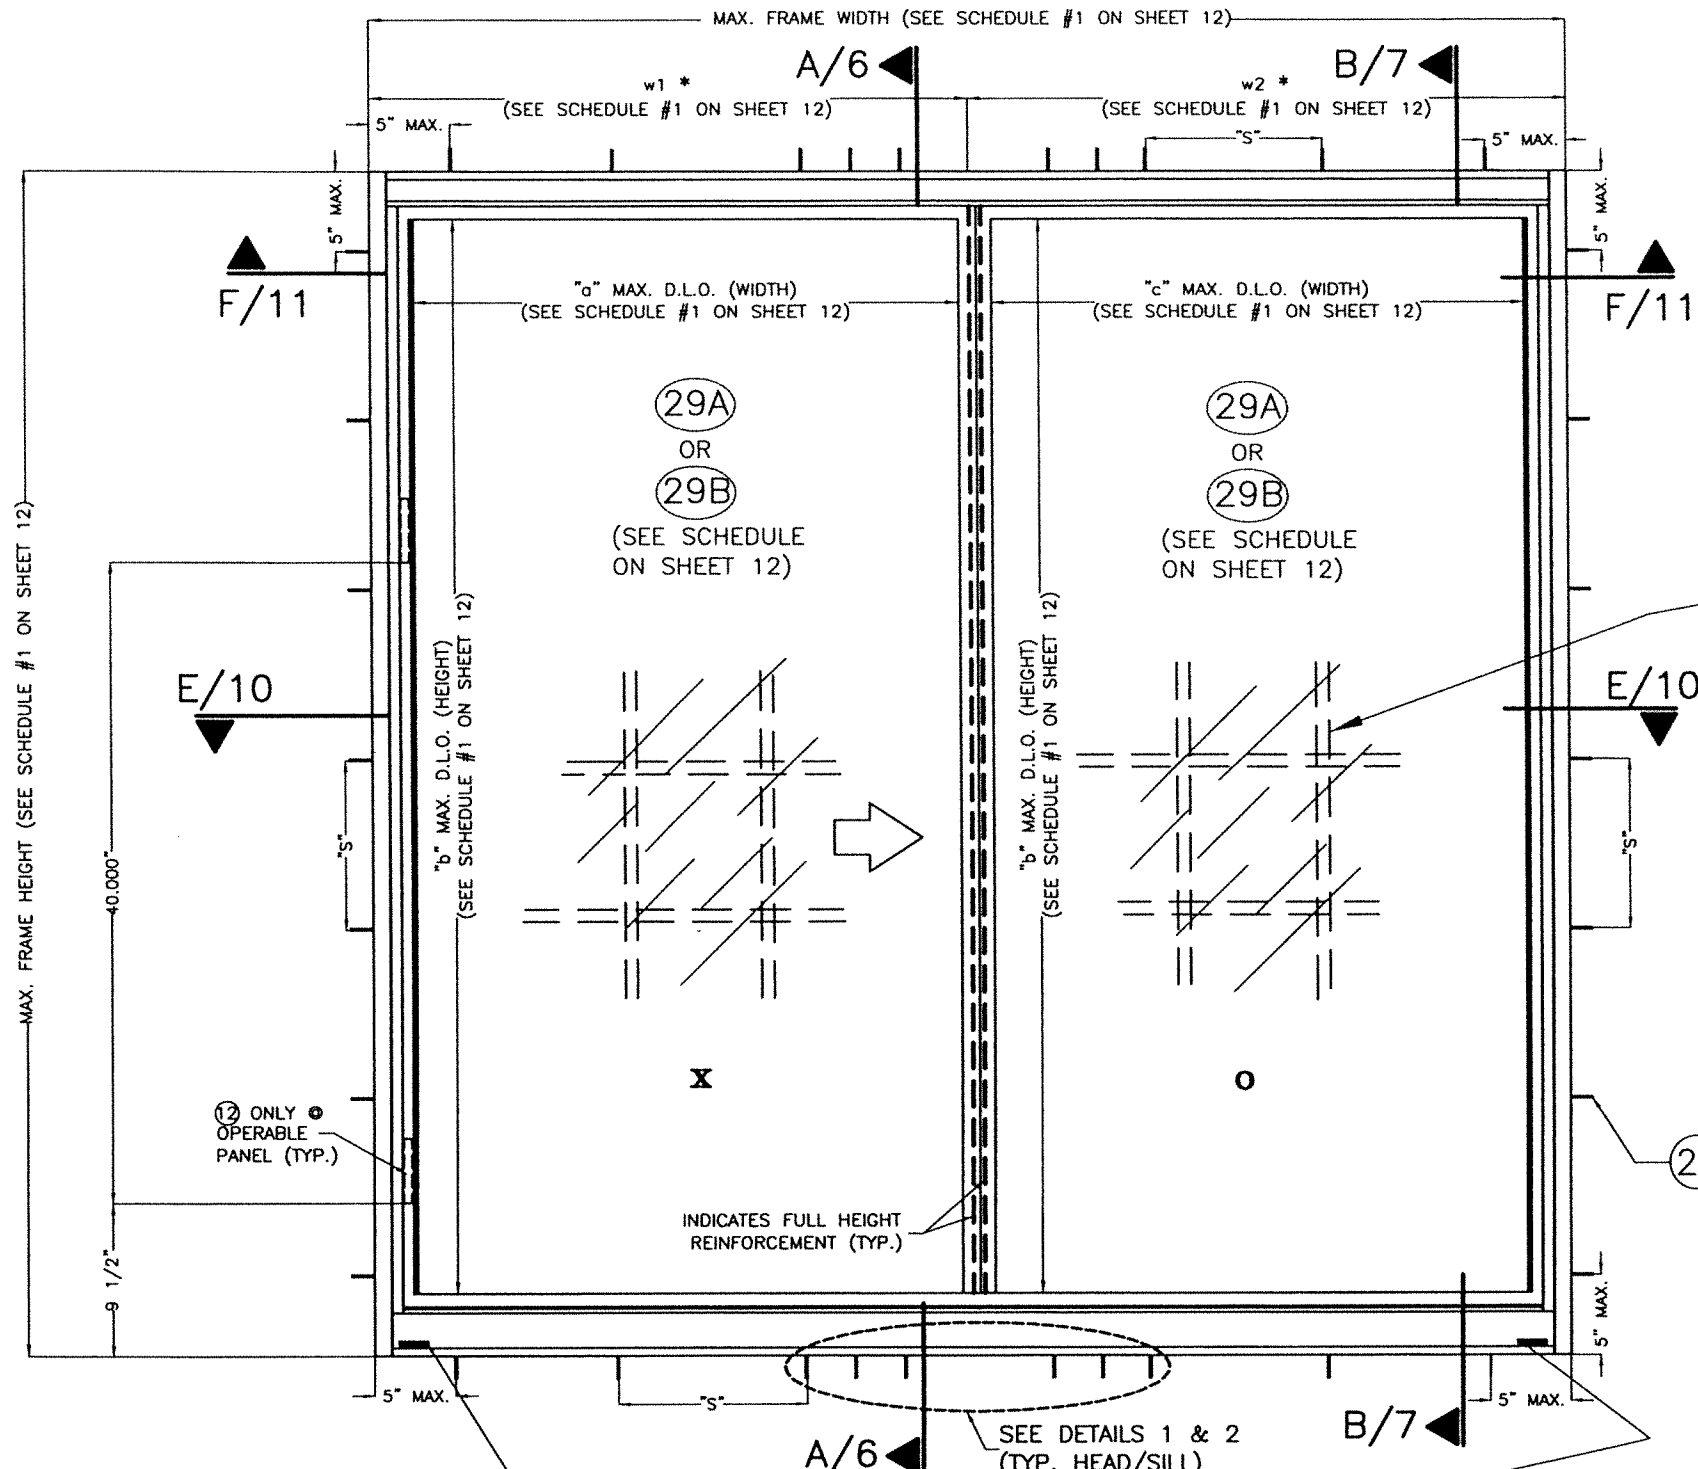 MAX. FRAME WIDTH (SEE SCHEDULE #1 ON SHEET 12)
A/6
B/7
w1 *
(SEE SCHEDULE #1 ON SHEET 12)
w2 *
(SEE SCHEDULE #1 ON SHEET 12)
5" MAX.
"S"
5" MAX.
5" MAX.
5" MAX.
F/11
F/11
"a" MAX. D.L.O. (WIDTH)
(SEE SCHEDULE #1 ON SHEET 12)
"c" MAX. D.L.O. (WIDTH)
(SEE SCHEDULE #1 ON SHEET 12)
29A
OR
29B
(SEE SCHEDULE
ON SHEET 12)
29A
OR
29B
(SEE SCHEDULE
ON SHEET 12)
MAX. FRAME HEIGHT (SEE SCHEDULE #1 ON SHEET 12)
"b" MAX. D.L.O. (HEIGHT)
(SEE SCHEDULE #1 ON SHEET 12)
"b" MAX. D.L.O. (HEIGHT)
(SEE SCHEDULE #1 ON SHEET 12)
E/10
E/10
"S"
"S"
40.000"
X
O
12 ONLY @
OPERABLE
PANEL (TYP.)
2
INDICATES FULL HEIGHT
REINFORCEMENT (TYP.)
9 1/2"
5" MAX.
5" MAX.
"S"
5" MAX.
A/6
SEE DETAILS 1 & 2
(TYP. HEAD/SILL)
B/7